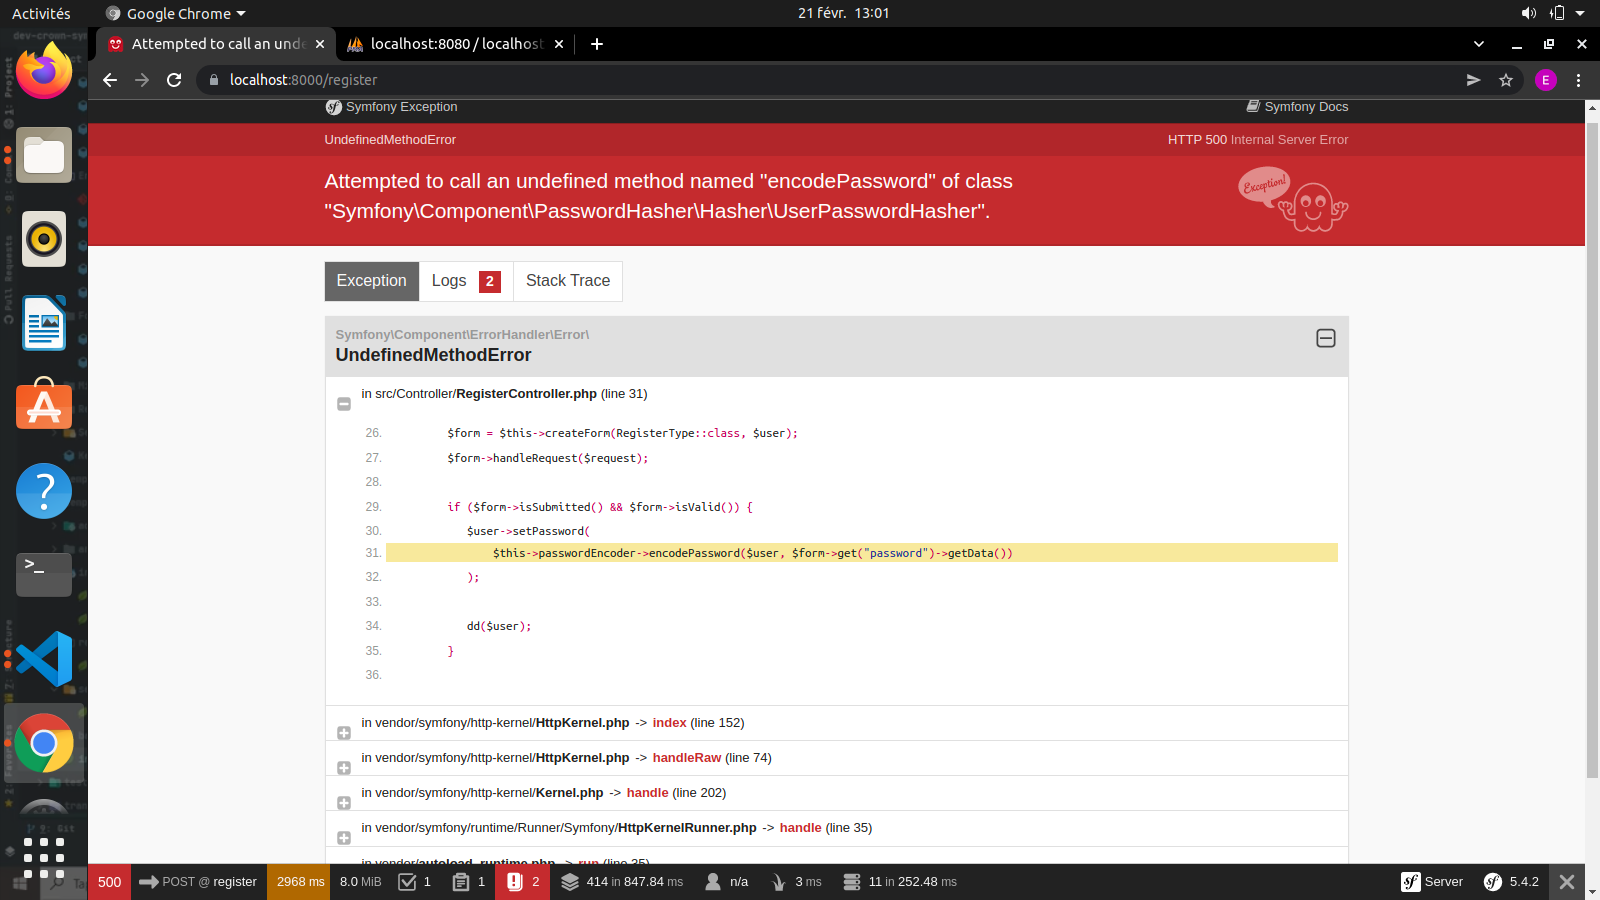 Activités
Google Chrome
21 févr. 13:01
Attempted to call an unde
localhost:8080 / localhost
localhost:8000/register
E
Symfony Exception
Symfony Docs
UndefinedMethodError
HTTP 500 Internal Server Error
Attempted to call an undefined method named "encodePassword" of class
"Symfony\Component\PasswordHasher\Hasher\UserPasswordHasher".
Exception!
Exception
Logs 2
Stack Trace
Symfony\Component\ErrorHandler\Error\
UndefinedMethodError
in src/Controller/RegisterController.php (line 31)
26. $form = $this->createForm(RegisterType::class, $user);
27. $form->handleRequest($request);
28.
29. if ($form->isSubmitted() && $form->isValid()) {
30. $user->setPassword(
31. $this->passwordEncoder->encodePassword($user, $form->get("password")->getData())
32. );
33.
34. dd($user);
35. }
36.
in vendor/symfony/http-kernel/HttpKernel.php -> index (line 152)
in vendor/symfony/http-kernel/HttpKernel.php -> handleRaw (line 74)
in vendor/symfony/http-kernel/Kernel.php -> handle (line 202)
in vendor/symfony/runtime/Runner/Symfony/HttpKernelRunner.php -> handle (line 35)
in vendor/autoload_runtime.php -> run (line 35)
500
POST @ register
2968 ms
8.0 MiB
1
1
2
414 in 847.84 ms
n/a
3 ms
11 in 252.48 ms
Server
5.4.2